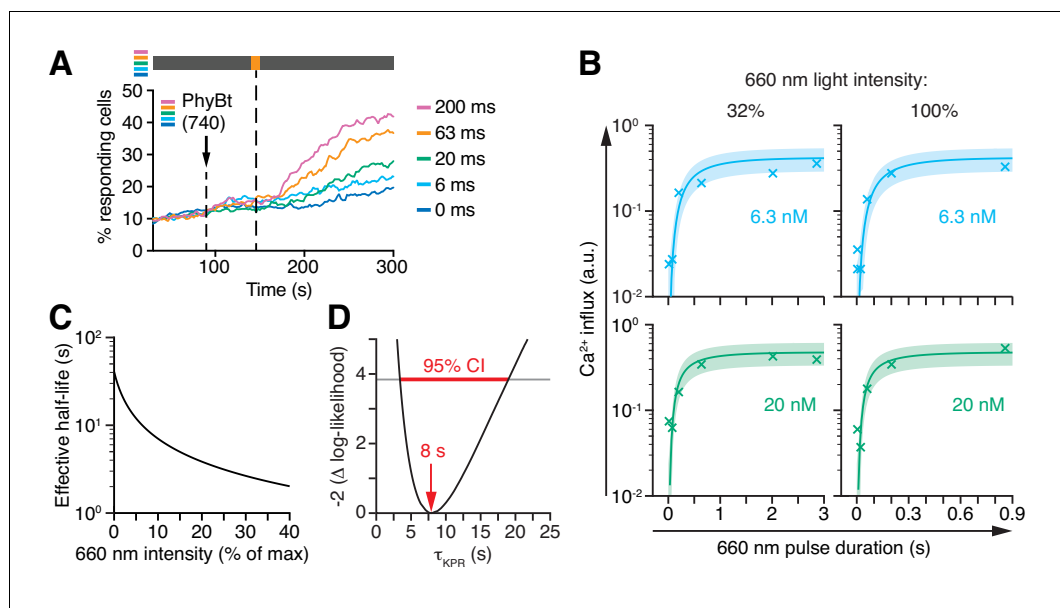 A
% responding cells
50
40
30
20
10
0
PhyBt
(740)
100
200
300
Time (s)
200 ms
63 ms
20 ms
6 ms
0 ms
B
660 nm light intensity:
32%
100%
Ca²⁺ influx (a.u.)
10⁰
10⁻¹
10⁻²
6.3 nM
6.3 nM
10⁰
10⁻¹
10⁻²
20 nM
20 nM
0 1 2 3
0 0.3 0.6 0.9
660 nm pulse duration (s)
C
Effective half-life (s)
10²
10¹
10⁰
0 10 20 30 40
660 nm intensity (% of max)
D
-2 (Δ log-likelihood)
4
2
0
95% CI
8 s
0 5 10 15 20 25
τKPR (s)